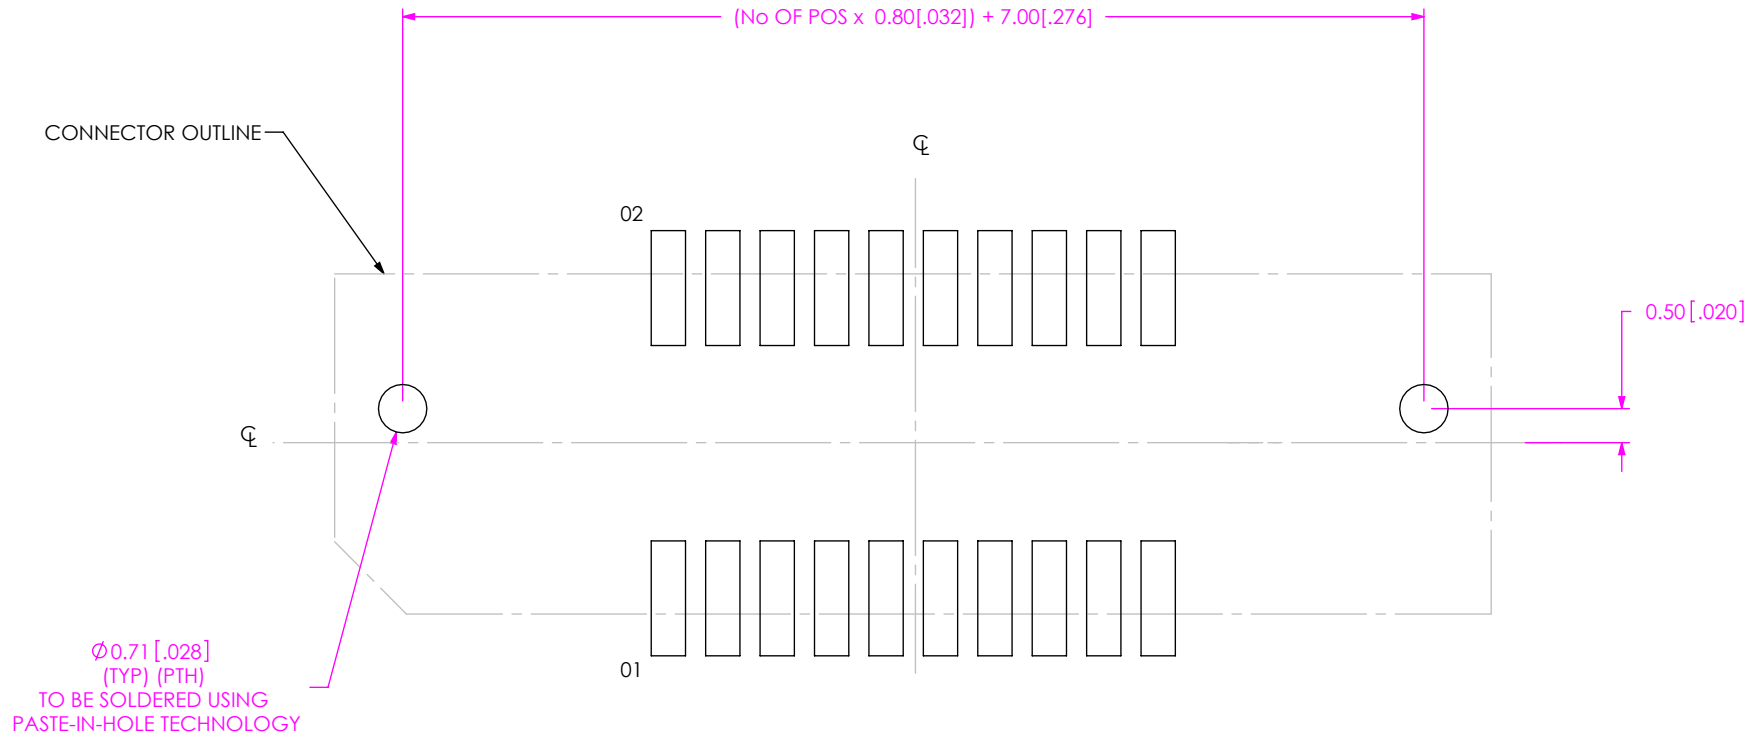 (No OF POS x 0.80[.032]) + 7.00[.276]
CONNECTOR OUTLINE
℄
02
0.50[.020]
℄
01
Ø0.71[.028]
(TYP) (PTH)
TO BE SOLDERED USING
PASTE-IN-HOLE TECHNOLOGY